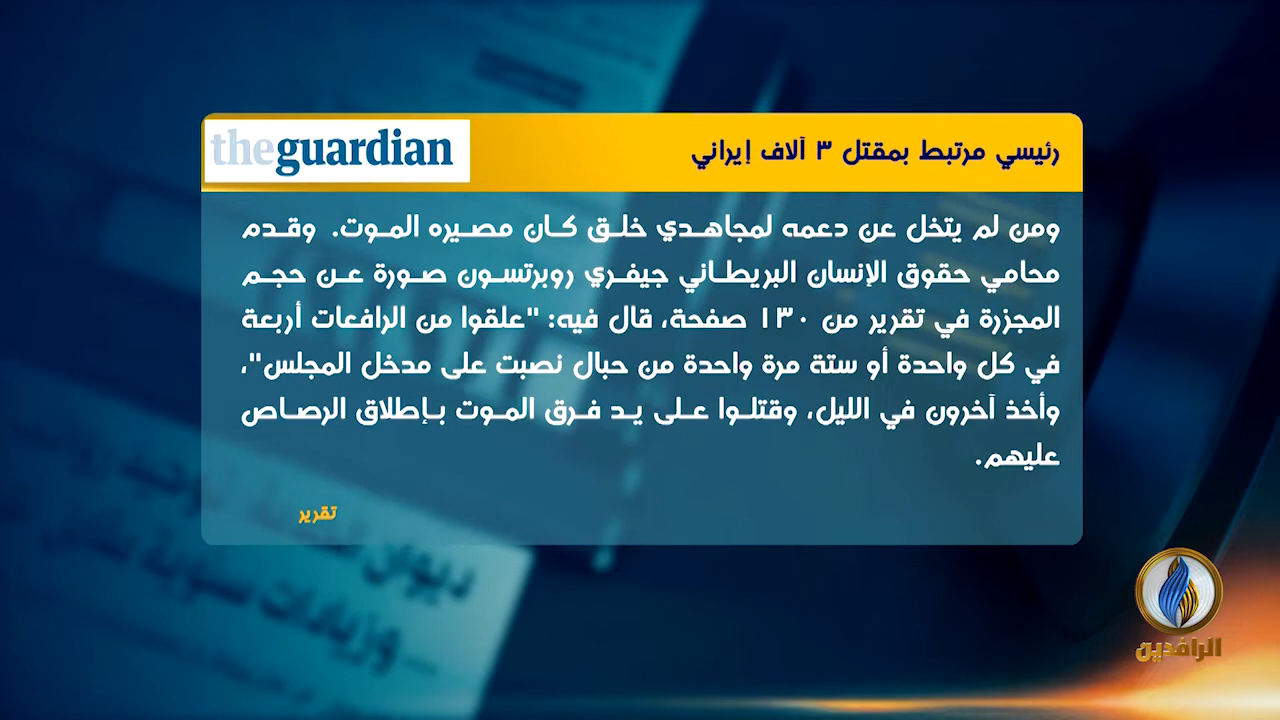 theguardian
رئيسي مرتبط بمقتل ٣ آلاف إيراني
ومن لم يتخل عن دعمه لمجاهدي خلق كان مصيره الموت. وقدم
محامي حقوق الإنسان البريطاني جيفري روبرتسون صورة عن حجم
المجزرة في تقرير من ١٣٠ صفحة، قال فيه: "علقوا من الرافعات أربعة
في كل واحدة أو ستة مرة واحدة من حبال نصبت على مدخل المجلس"،
وأخذ آخرون في الليل، وقتلوا على يد فرق الموت بإطلاق الرصاص
عليهم.
تقرير
ديوان
وزيادات سنوية
الرافدين